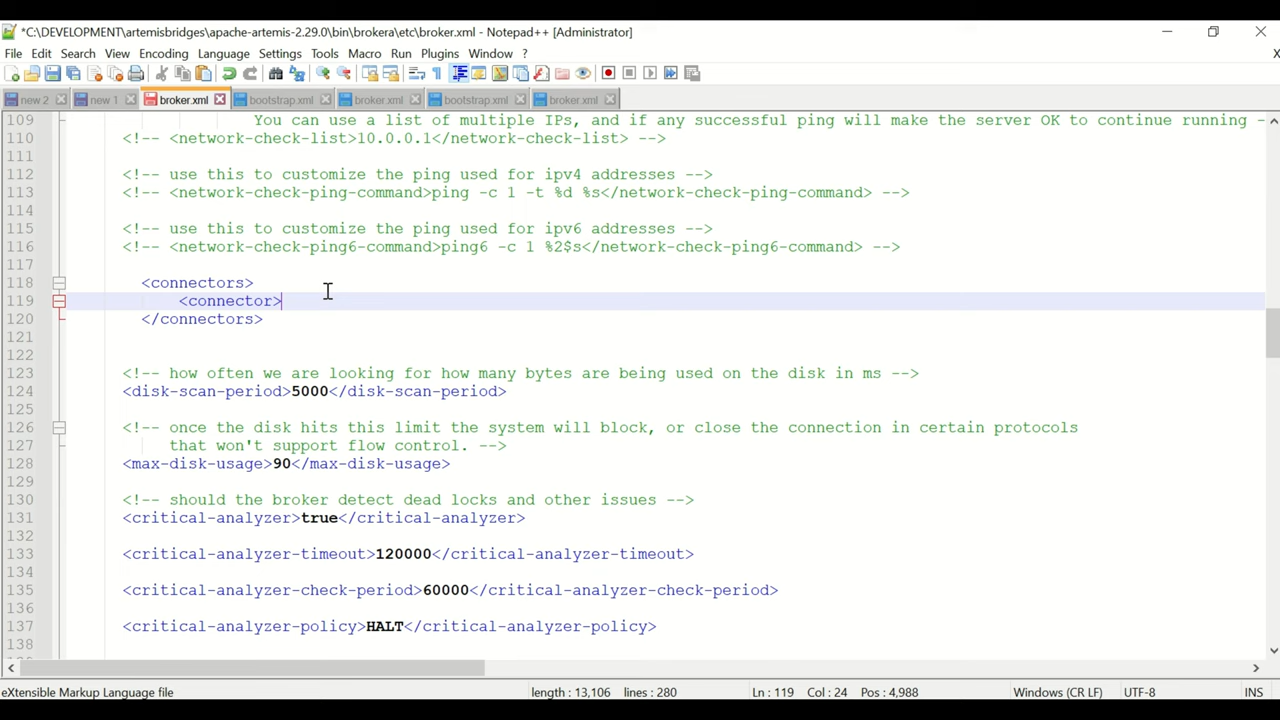 *C:\DEVELOPMENT\artemisbridges\apache-artemis-2.29.0\bin\brokera\etc\broker.xml - Notepad++ [Administrator]
File Edit Search View Encoding Language Settings Tools Macro Run Plugins Window ? X
new 2 new 1 broker.xml bootstrap.xml broker.xml bootstrap.xml broker.xml
109 You can use a list of multiple IPs, and if any successful ping will make the server OK to continue running -
110 <!-- <network-check-list>10.0.0.1</network-check-list> -->
111
112 <!-- use this to customize the ping used for ipv4 addresses -->
113 <!-- <network-check-ping-command>ping -c 1 -t %d %s</network-check-ping-command> -->
114
115 <!-- use this to customize the ping used for ipv6 addresses -->
116 <!-- <network-check-ping6-command>ping6 -c 1 %2$s</network-check-ping6-command> -->
117
118 <connectors>
119 <connector>
120 </connectors>
121
122
123 <!-- how often we are looking for how many bytes are being used on the disk in ms -->
124 <disk-scan-period>5000</disk-scan-period>
125
126 <!-- once the disk hits this limit the system will block, or close the connection in certain protocols
127 that won't support flow control. -->
128 <max-disk-usage>90</max-disk-usage>
129
130 <!-- should the broker detect dead locks and other issues -->
131 <critical-analyzer>true</critical-analyzer>
132
133 <critical-analyzer-timeout>120000</critical-analyzer-timeout>
134
135 <critical-analyzer-check-period>60000</critical-analyzer-check-period>
136
137 <critical-analyzer-policy>HALT</critical-analyzer-policy>
138
eXtensible Markup Language file length : 13,106 lines : 280 Ln : 119 Col : 24 Pos : 4,988 Windows (CR LF) UTF-8 INS